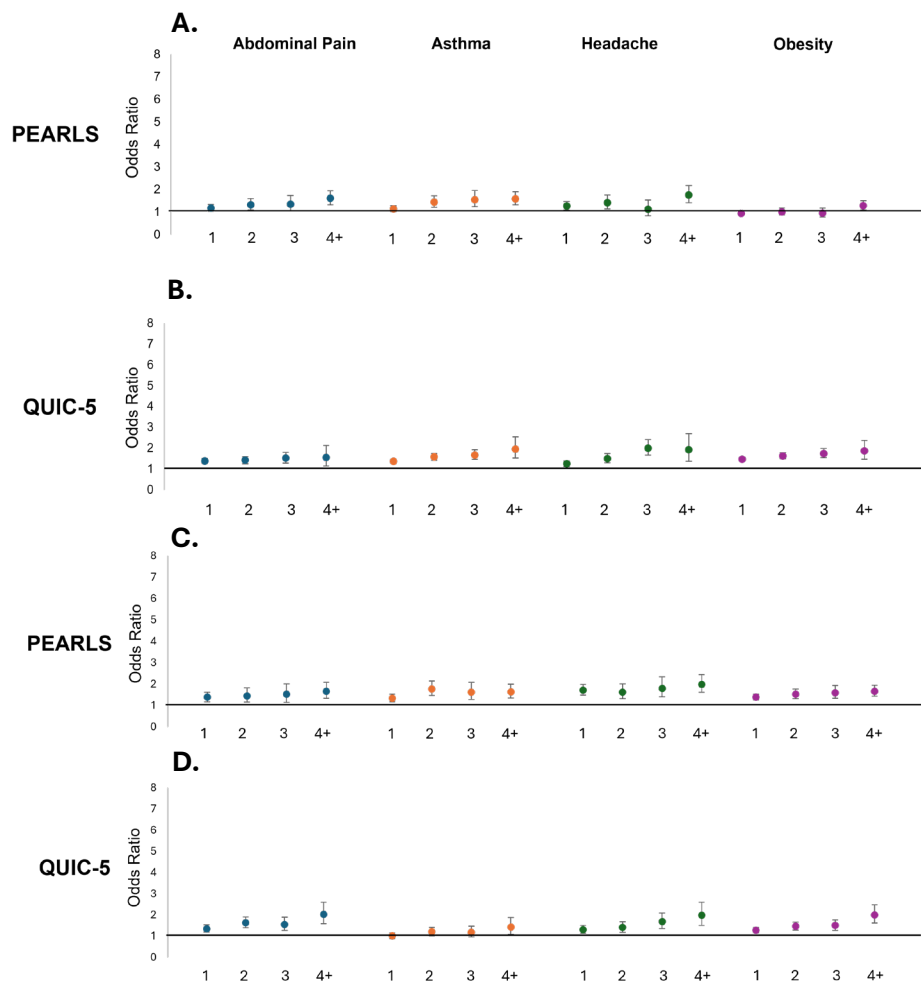 A.
Abdominal Pain Asthma Headache Obesity
PEARLS
Odds Ratio
8
7
6
5
4
3
2
1
0
1 2 3 4+ 1 2 3 4+ 1 2 3 4+ 1 2 3 4+
B.
QUIC-5
Odds Ratio
8
7
6
5
4
3
2
1
0
1 2 3 4+ 1 2 3 4+ 1 2 3 4+ 1 2 3 4+
C.
PEARLS
Odds Ratio
8
7
6
5
4
3
2
1
0
1 2 3 4+ 1 2 3 4+ 1 2 3 4+ 1 2 3 4+
D.
QUIC-5
Odds Ratio
8
7
6
5
4
3
2
1
0
1 2 3 4+ 1 2 3 4+ 1 2 3 4+ 1 2 3 4+